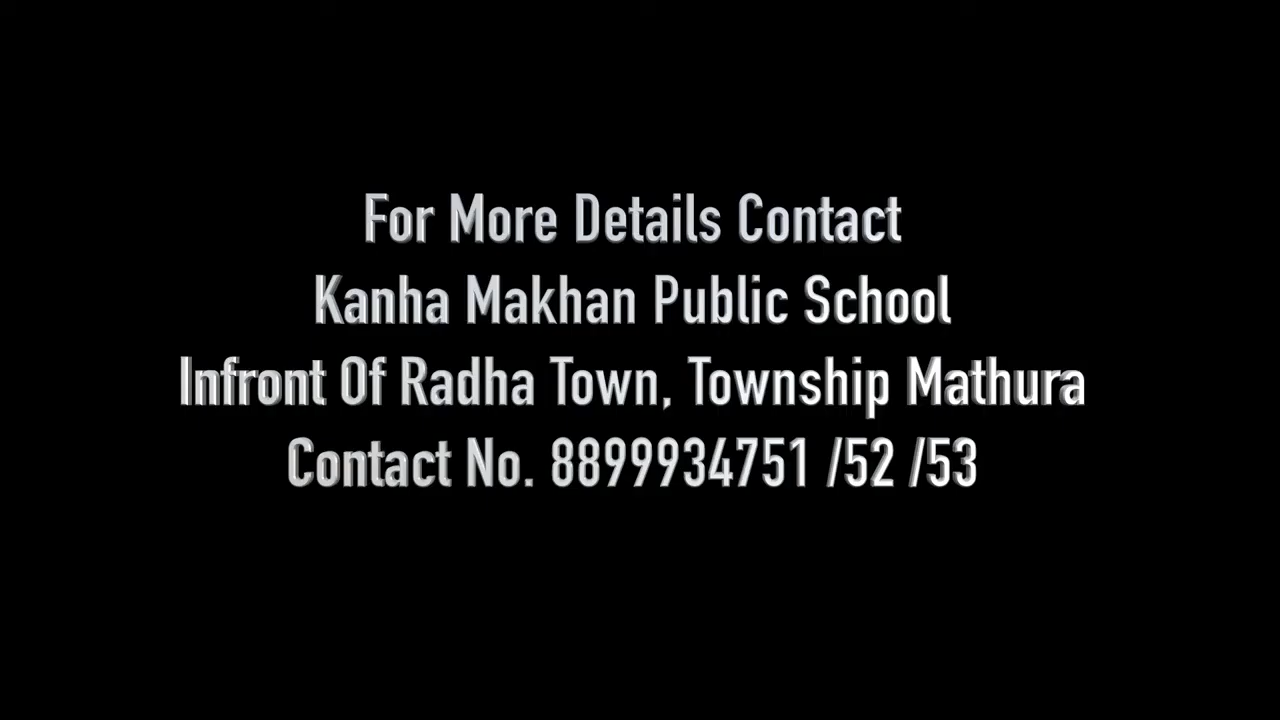 For More Details Contact
Kanha Makhan Public School
Infront Of Radha Town, Township Mathura
Contact No. 8899934751 /52 /53